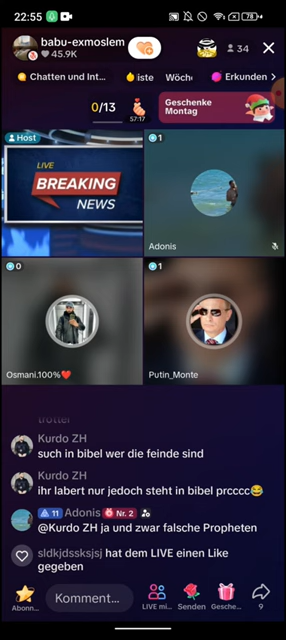 22:55
78
babu-exmoslem
45.9K
34
Chatten und Int...
iste
Wöch
Erkunden
0/13
57:17
Geschenke
Montag
Host
1
LIVE
BREAKING
NEWS
Adonis
0
1
Osmani.100%❤️
Putin_Monte
trottel
Kurdo ZH
such in bibel wer die feinde sind
Kurdo ZH
ihr labert nur jedoch steht in bibel prcccc😂
11 Adonis Nr. 2
@Kurdo ZH ja und zwar falsche Propheten
sldkjdssksjsj hat dem LIVE einen Like
gegeben
Abonn...
Komment...
LIVE mi...
Senden
Gesche...
9